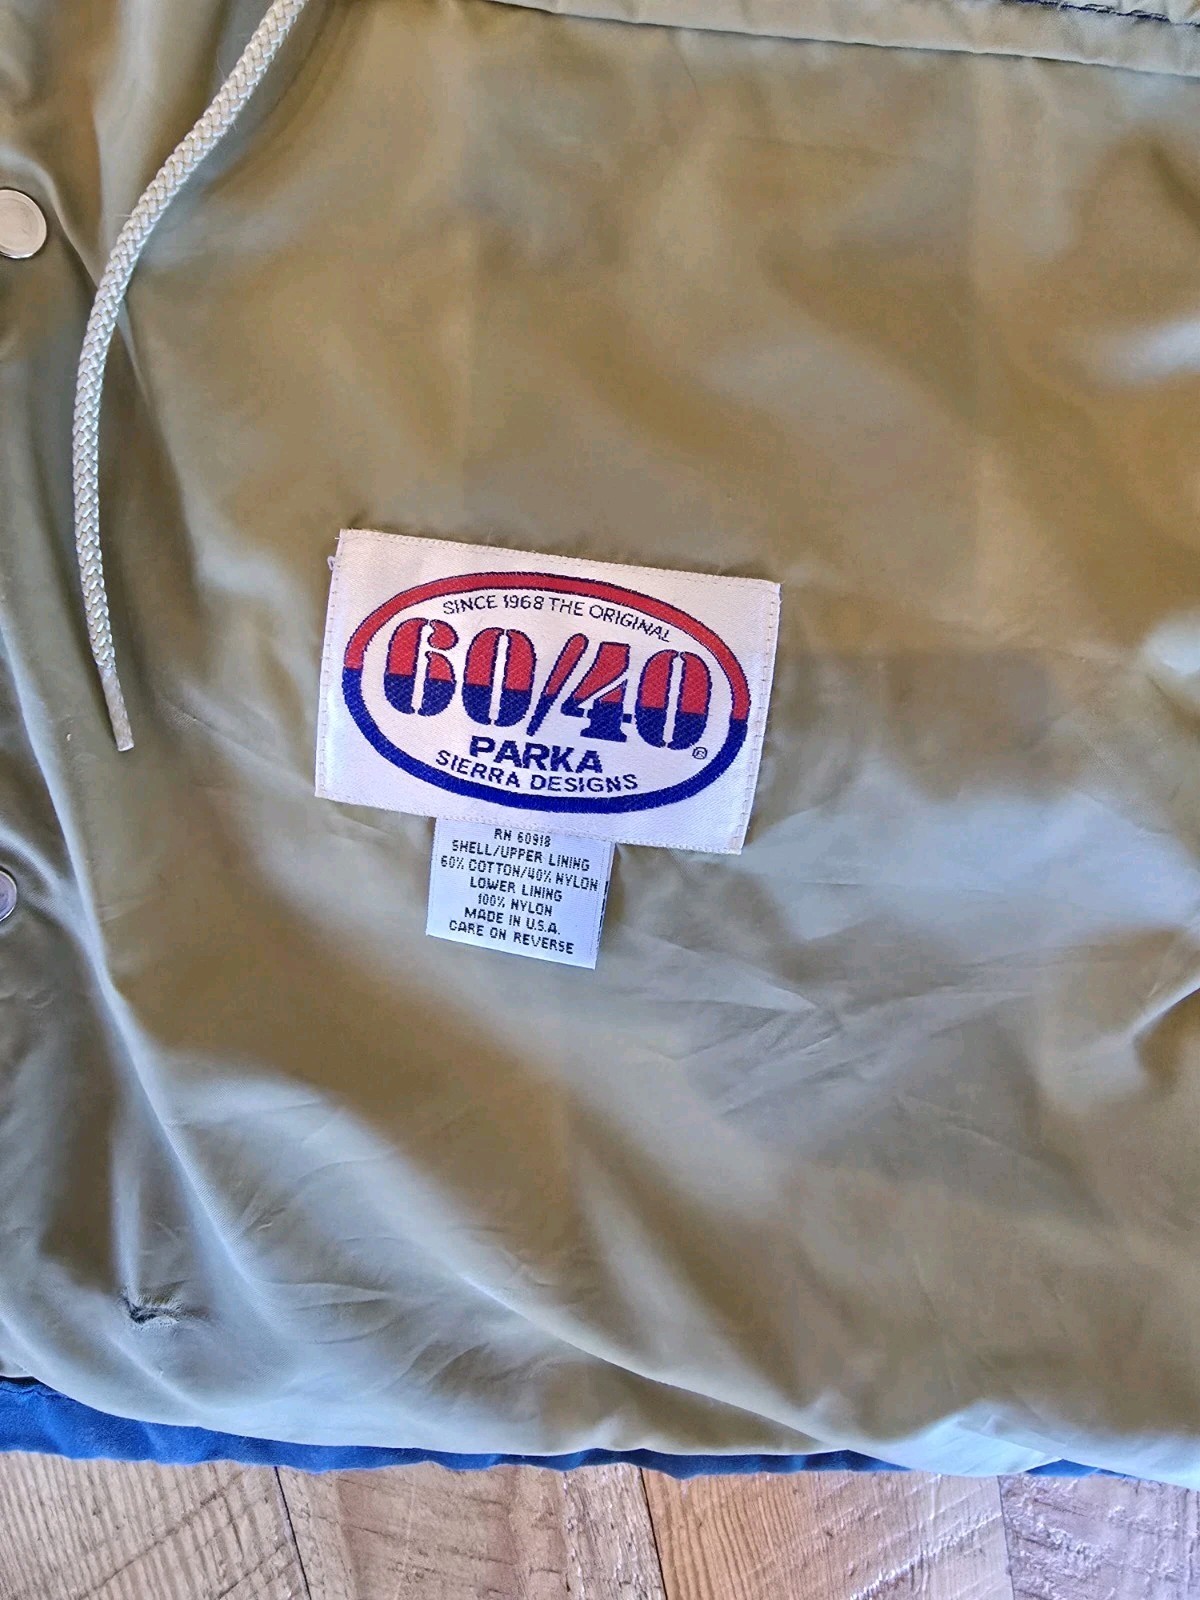 SINCE 1968 THE ORIGINAL
60/40
®
PARKA
SIERRA DESIGNS
RN 60918
SHELL/UPPER LINING
60% COTTON/40% NYLON
LOWER LINING
100% NYLON
MADE IN U.S.A.
CARE ON REVERSE